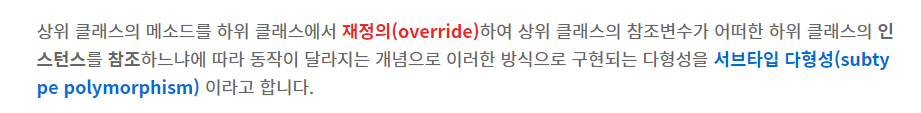 상위 클래스의 메소드를 하위 클래스에서 재정의(override)하여 상위 클래스의 참조변수가 어떠한 하위 클래스의 인
스턴스를 참조하느냐에 따라 동작이 달라지는 개념으로 이러한 방식으로 구현되는 다형성을 서브타입 다형성(subty
pe polymorphism) 이라고 합니다.